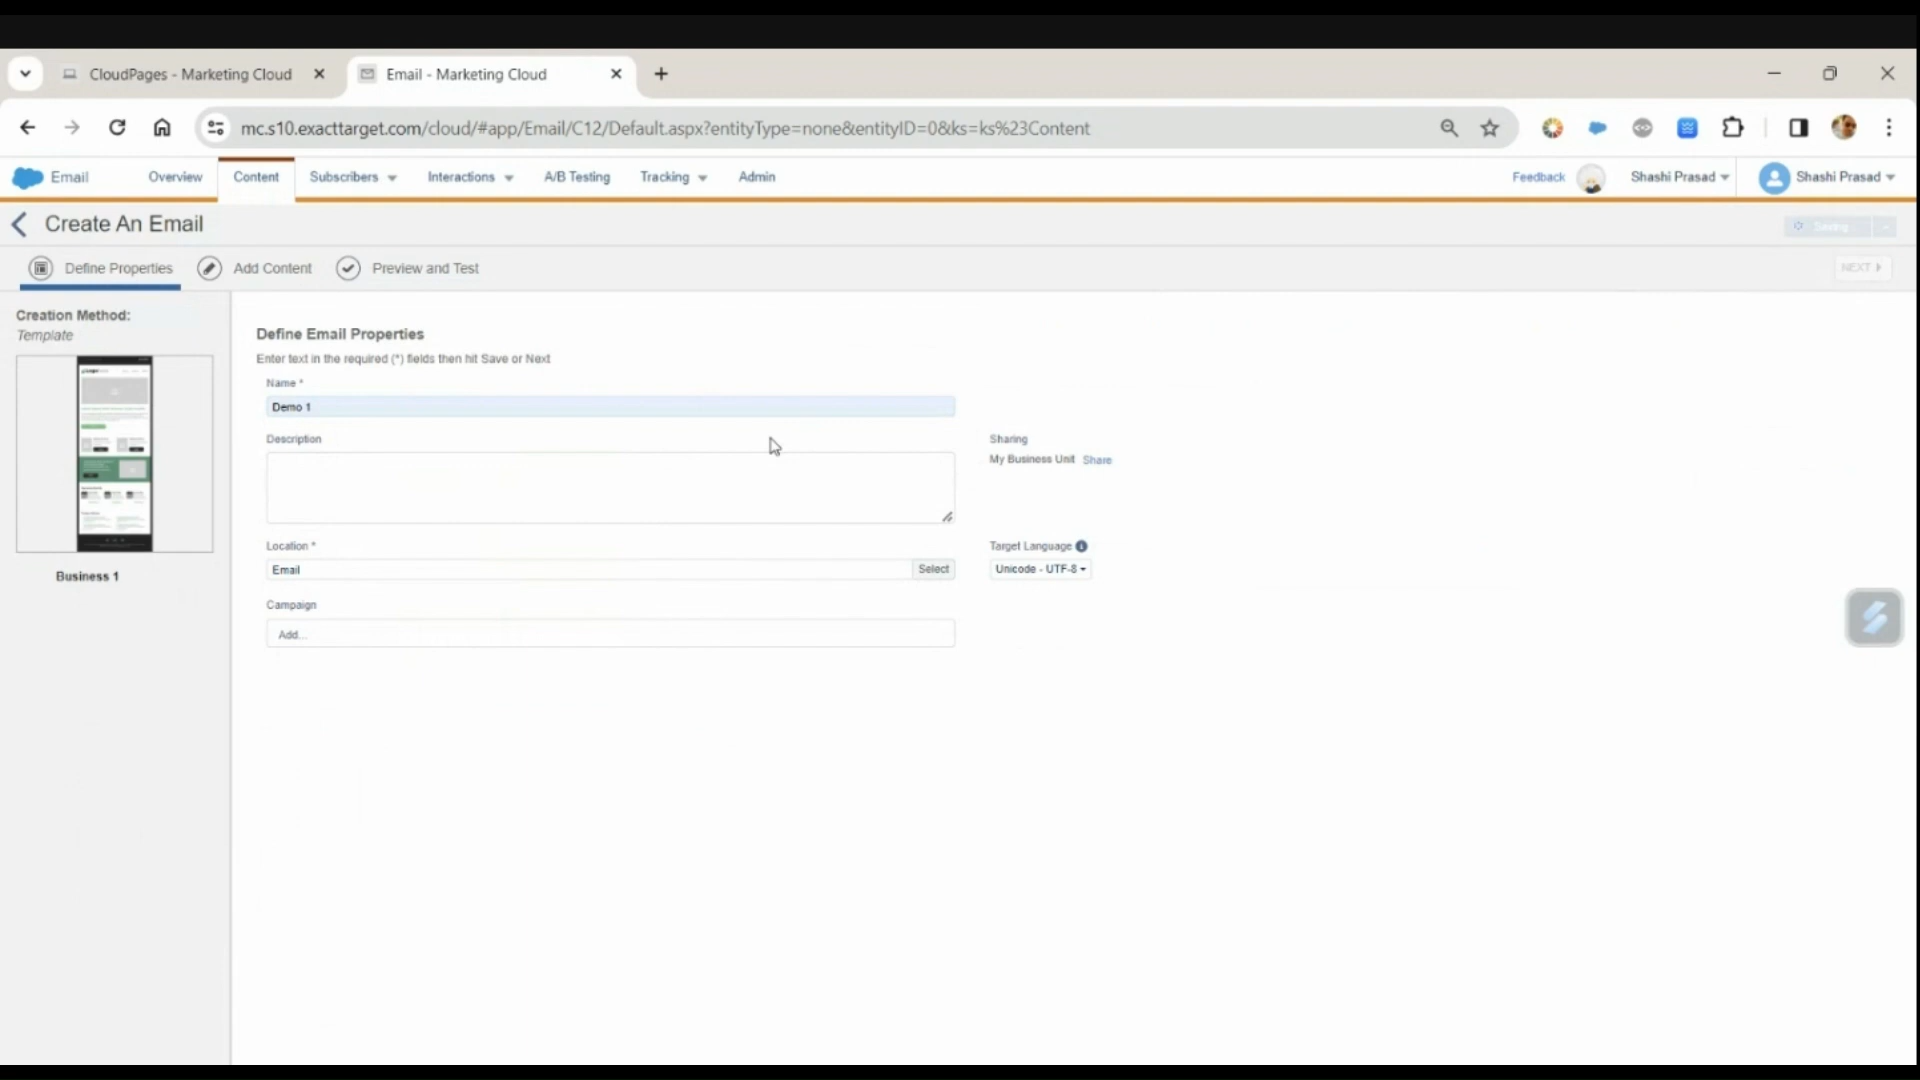 CloudPages - Marketing Cloud
Email - Marketing Cloud
mc.s10.exacttarget.com/cloud/#app/Email/C12/Default.aspx?entityType=none&entityID=0&ks=ks%23Content
Email
Overview
Content
Subscribers
Interactions
A/B Testing
Tracking
Admin
Feedback
Shashi Prasad
Shashi Prasad
Create An Email
Saving
Define Properties
Add Content
Preview and Test
NEXT
Creation Method:
Template
Business 1
Define Email Properties
Enter text in the required (*) fields then hit Save or Next
Name *
Demo 1
Description
Sharing
My Business Unit Share
Location *
Email
Select
Target Language
Unicode - UTF-8
Campaign
Add...